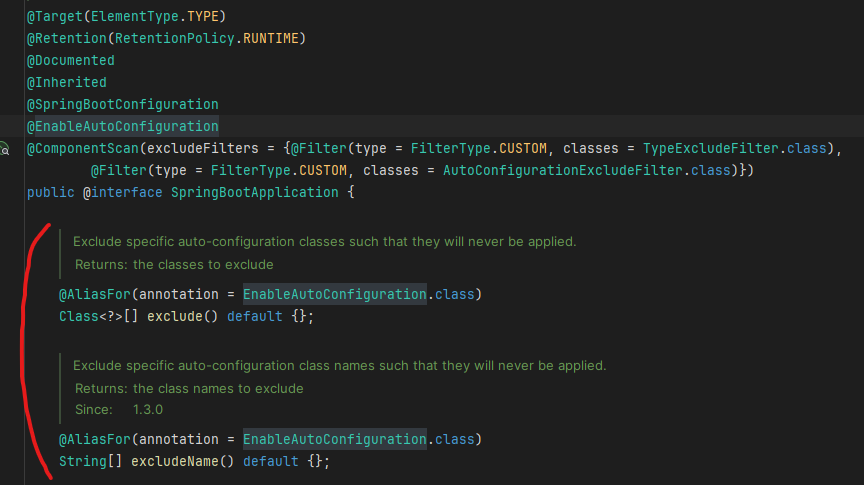 @Target(ElementType.TYPE)
@Retention(RetentionPolicy.RUNTIME)
@Documented
@Inherited
@SpringBootConfiguration
@EnableAutoConfiguration
@ComponentScan(excludeFilters = {@Filter(type = FilterType.CUSTOM, classes = TypeExcludeFilter.class),
@Filter(type = FilterType.CUSTOM, classes = AutoConfigurationExcludeFilter.class)})
public @interface SpringBootApplication {
Exclude specific auto-configuration classes such that they will never be applied.
Returns: the classes to exclude
@AliasFor(annotation = EnableAutoConfiguration.class)
Class<?>[] exclude() default {};
Exclude specific auto-configuration class names such that they will never be applied.
Returns: the class names to exclude
Since: 1.3.0
@AliasFor(annotation = EnableAutoConfiguration.class)
String[] excludeName() default {};